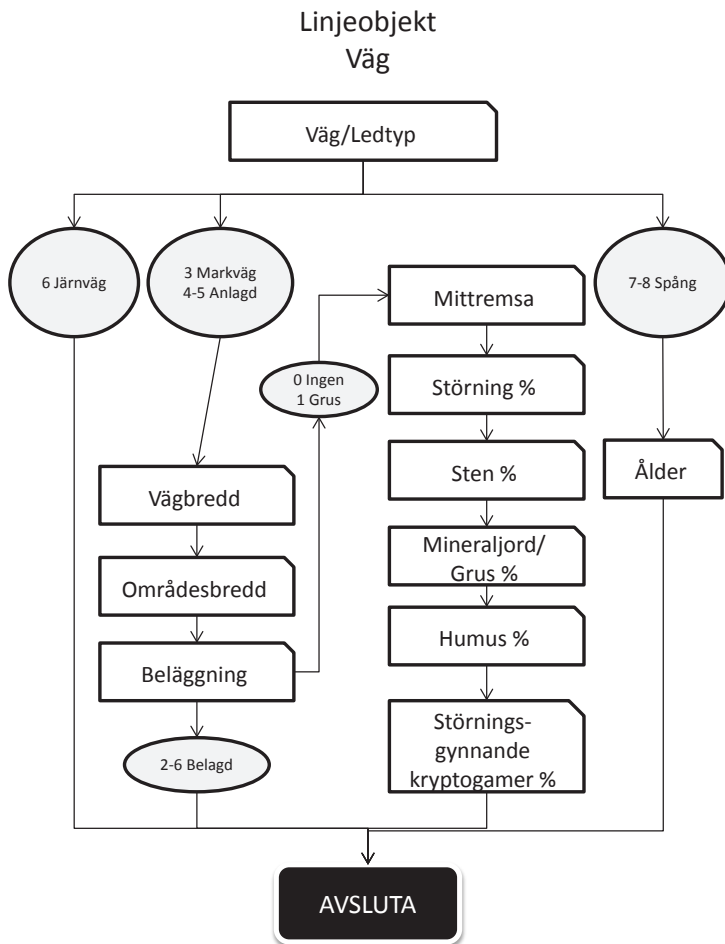 Linjeobjekt
Väg
Väg/Ledtyp
6 Järnväg
3 Markväg
4-5 Anlagd
7-8 Spång
0 Ingen
1 Grus
Vägbredd
Områdesbredd
Beläggning
2-6 Belagd
Mittremsa
Störning %
Sten %
Mineraljord/
Grus %
Humus %
Störnings-
gynnande
kryptogamer %
Ålder
AVSLUTA